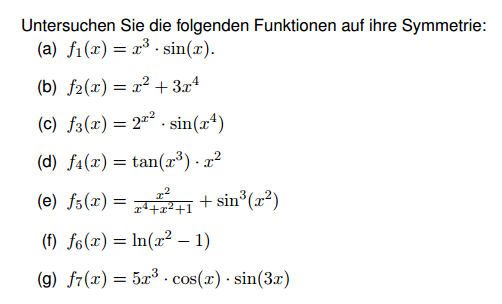 Untersuchen Sie die folgenden Funktionen auf ihre Symmetrie:
(a) f₁(x) = x³ · sin(x).
(b) f₂(x) = x² + 3x⁴
(c) f₃(x) = 2^{x²} · sin(x⁴)
(d) f₄(x) = tan(x³) · x²
(e) f₅(x) = \frac{x²}{x⁴+x²+1} + sin³(x²)
(f) f₆(x) = ln(x² − 1)
(g) f₇(x) = 5x³ · cos(x) · sin(3x)